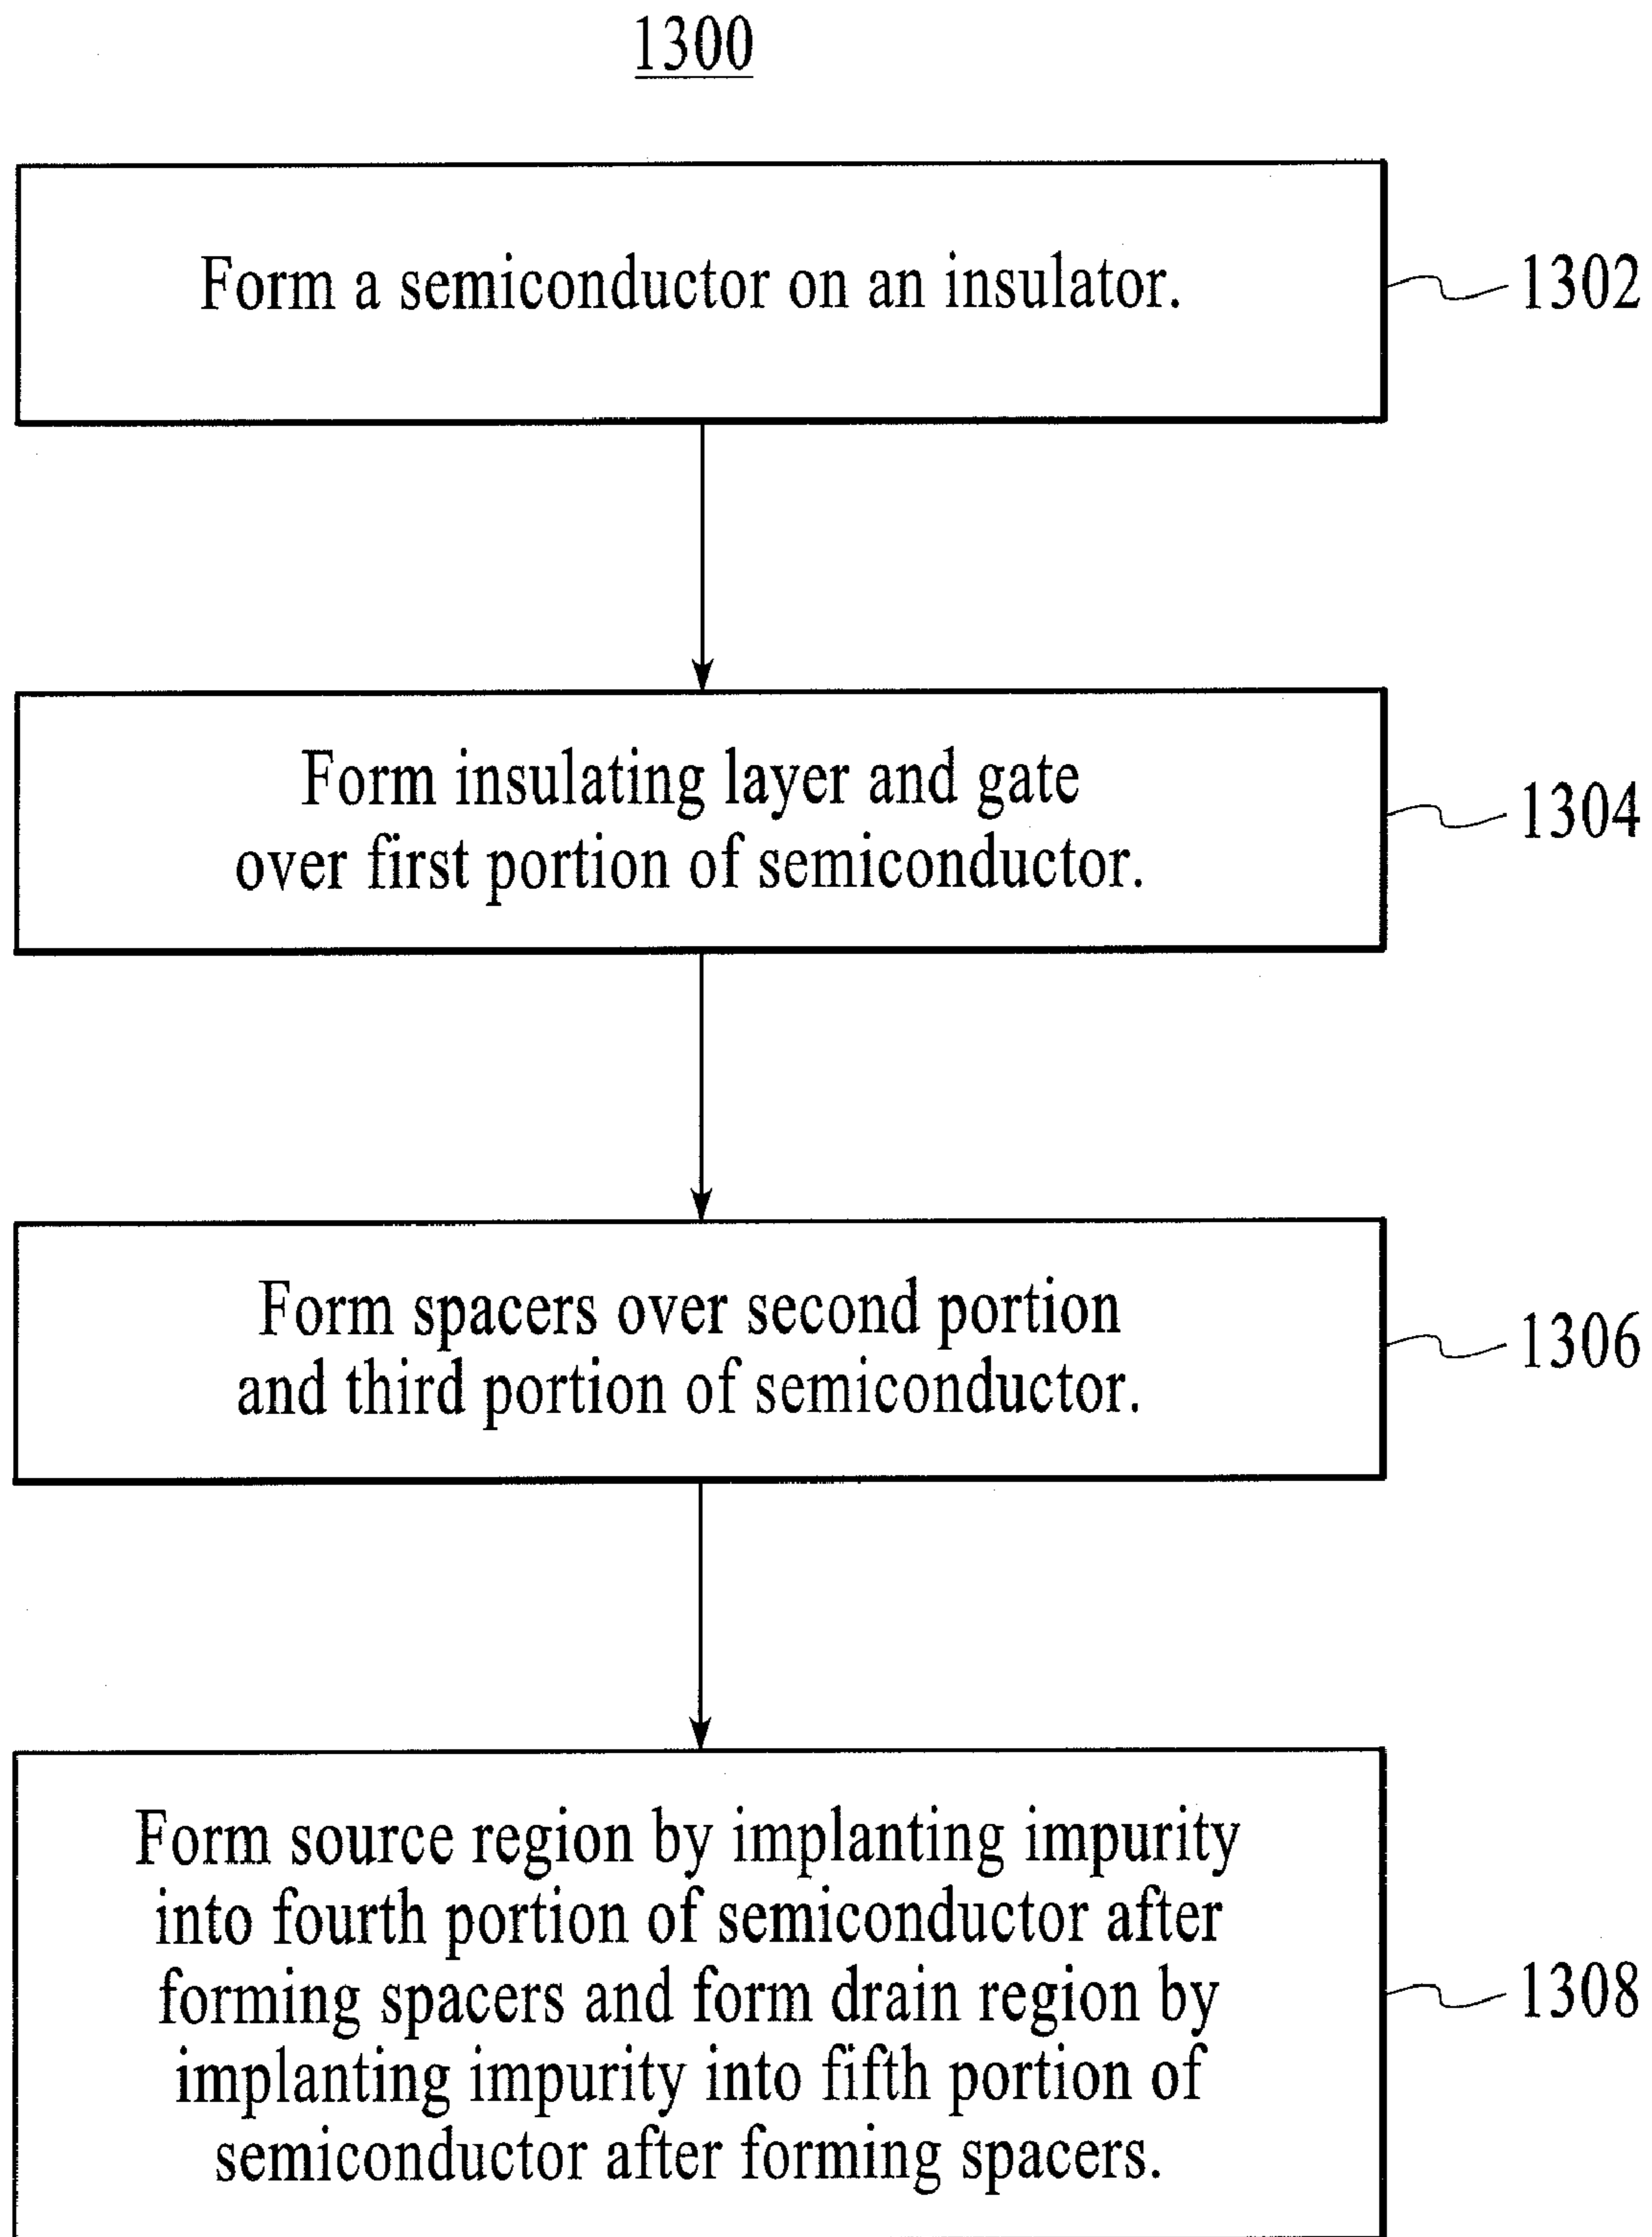 1300
Form a semiconductor on an insulator.
1302
Form insulating layer and gate
over first portion of semiconductor.
1304
Form spacers over second portion
and third portion of semiconductor.
1306
Form source region by implanting impurity
into fourth portion of semiconductor after
forming spacers and form drain region by
implanting impurity into fifth portion of
semiconductor after forming spacers.
1308